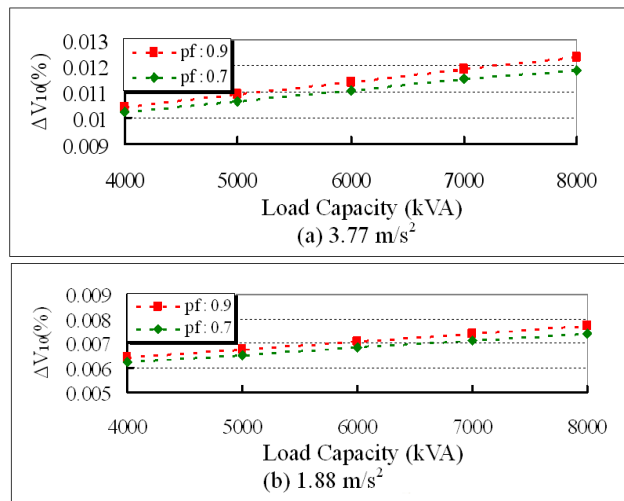 0.013
0.012
0.011
0.01
0.009
ΔV₁₀(%)
pf: 0.9
pf: 0.7
4000 5000 6000 7000 8000
Load Capacity (kVA)
(a) 3.77 m/s²
0.009
0.008
0.007
0.006
0.005
ΔV₁₀(%)
pf: 0.9
pf: 0.7
4000 5000 6000 7000 8000
Load Capacity (kVA)
(b) 1.88 m/s²